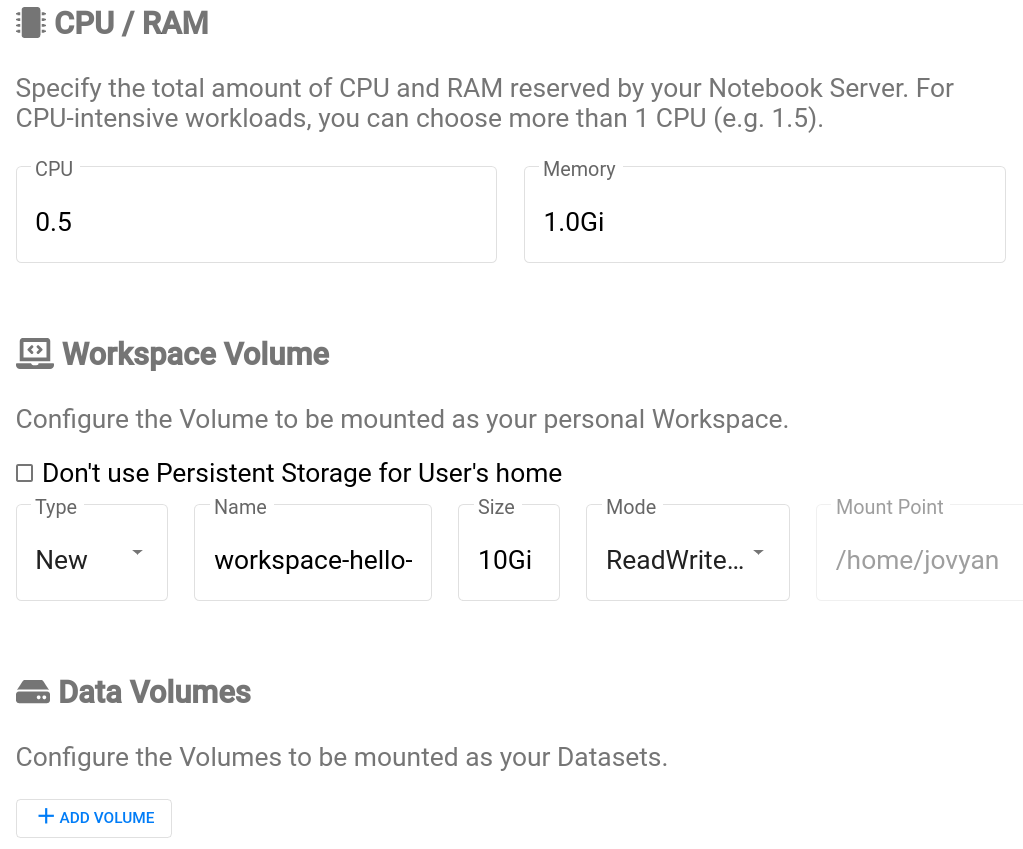 CPU / RAM
Specify the total amount of CPU and RAM reserved by your Notebook Server. For
CPU-intensive workloads, you can choose more than 1 CPU (e.g. 1.5).
CPU
Memory
0.5
1.0Gi
Workspace Volume
Configure the Volume to be mounted as your personal Workspace.
Don't use Persistent Storage for User's home
Type
Name
Size
Mode
Mount Point
New
workspace-hello-
10Gi
ReadWrite...
/home/jovyan
Data Volumes
Configure the Volumes to be mounted as your Datasets.
+ ADD VOLUME